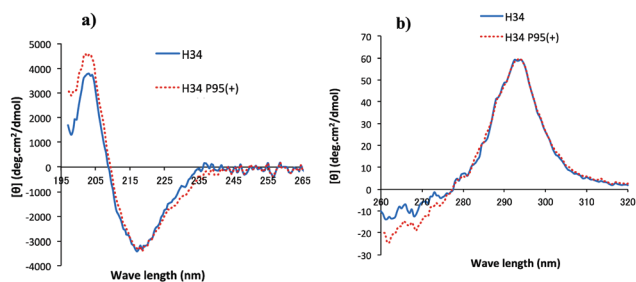 a)
H34
H34 P95(+)
[θ] (deg.cm²/dmol)
5000
4000
3000
2000
1000
0
-1000
-2000
-3000
-4000
195 205 215 225 235 245 255 265
Wave length (nm)
b)
H34
H34 P95(+)
[θ] (deg.cm²/dmol)
70
60
50
40
30
20
10
0
-10
-20
-30
260 270 280 290 300 310 320
Wave length (nm)